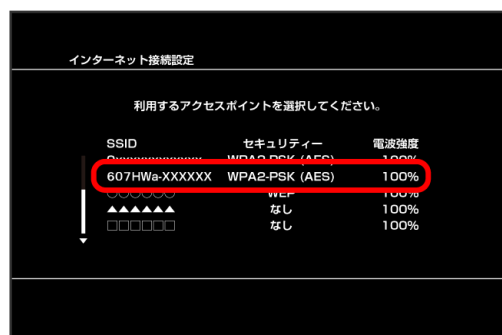 インターネット接続設定
利用するアクセスポイントを選択してください。
SSID セキュリティー 電波強度
0xxxxxxxxxxxxx WPA2-PSK (AES) 100%
607HWa-XXXXXX WPA2-PSK (AES) 100%
○○○○○○ WEP 100%
▲▲▲▲▲▲ なし 100%
□□□□□□ なし 100%